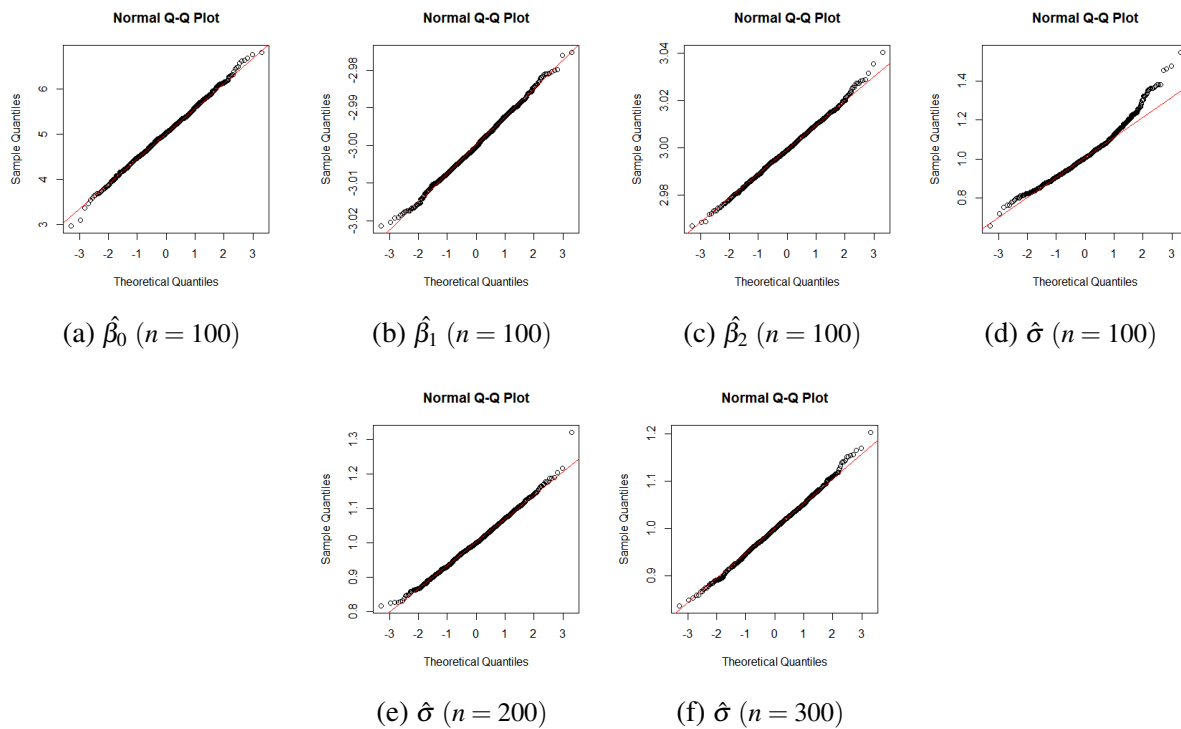 Normal Q-Q Plot
Normal Q-Q Plot
Normal Q-Q Plot
Normal Q-Q Plot
Sample Quantiles
3 4 5 6
-3 -2 -1 0 1 2 3
Theoretical Quantiles
Sample Quantiles
-3.02 -3.01 -3.00 -2.99 -2.98
-3 -2 -1 0 1 2 3
Theoretical Quantiles
Sample Quantiles
2.98 3.00 3.02 3.04
-3 -2 -1 0 1 2 3
Theoretical Quantiles
Sample Quantiles
0.8 1.0 1.2 1.4
-3 -2 -1 0 1 2 3
Theoretical Quantiles
(a) β̂₀ (n = 100)
(b) β̂₁ (n = 100)
(c) β̂₂ (n = 100)
(d) σ̂ (n = 100)
Normal Q-Q Plot
Normal Q-Q Plot
Sample Quantiles
0.8 0.9 1.0 1.1 1.2 1.3
-3 -2 -1 0 1 2 3
Theoretical Quantiles
Sample Quantiles
0.9 1.0 1.1 1.2
-3 -2 -1 0 1 2 3
Theoretical Quantiles
(e) σ̂ (n = 200)
(f) σ̂ (n = 300)